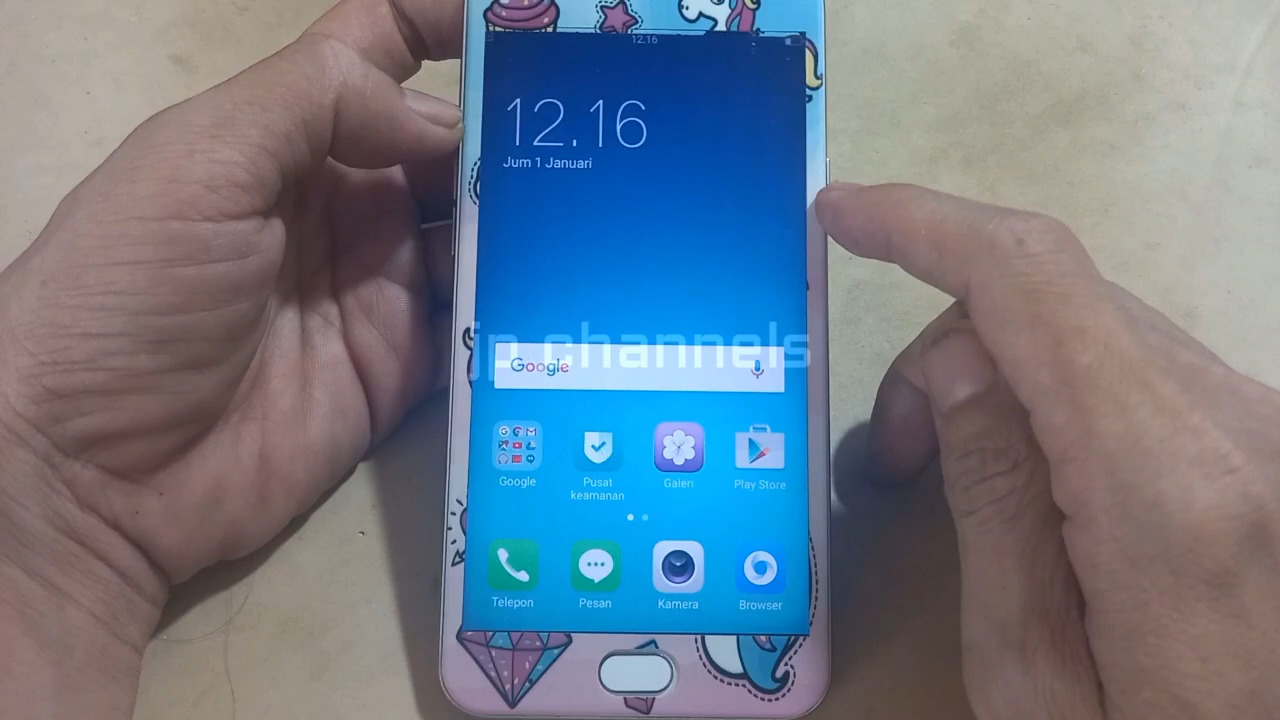 12.16
12.16
Jum 1 Januari
jp channels
Google
Google
Pusat
keamanan
Galeri
Play Store
Telepon
Pesan
Kamera
Browser